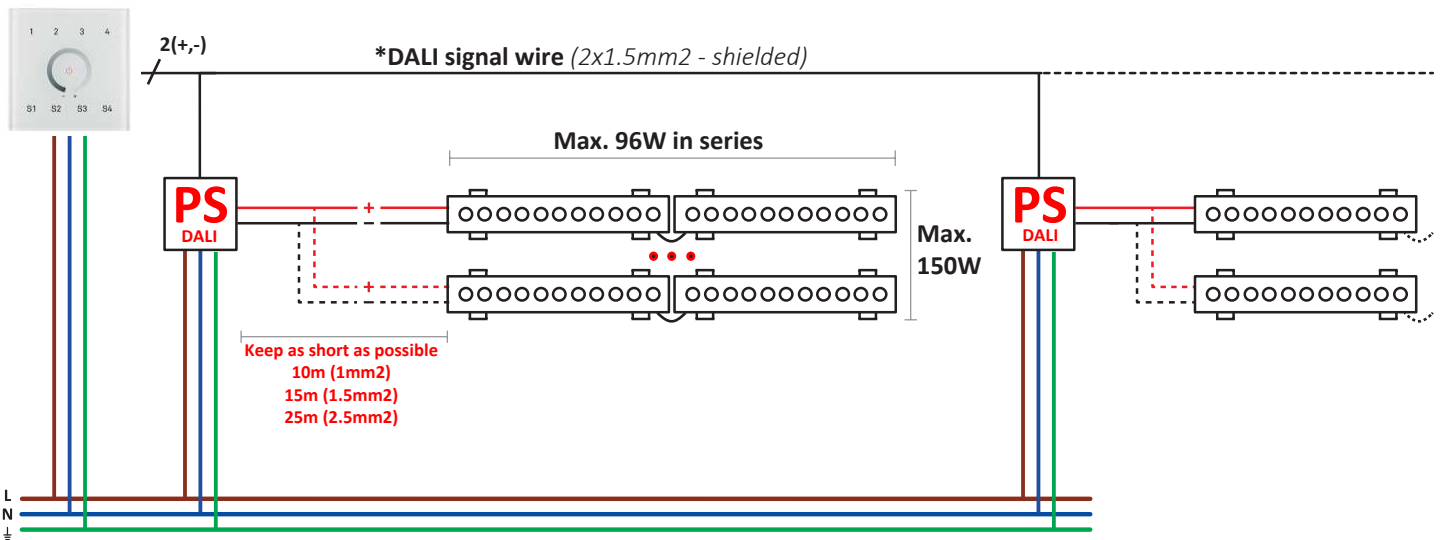 1 2 3 4
S1 S2 S3 S4
2(+,-)
*DALI signal wire (2x1.5mm2 - shielded)
Max. 96W in series
PS
DALI
+
−
+
−
Max.
150W
PS
DALI
Keep as short as possible
10m (1mm2)
15m (1.5mm2)
25m (2.5mm2)
L
N